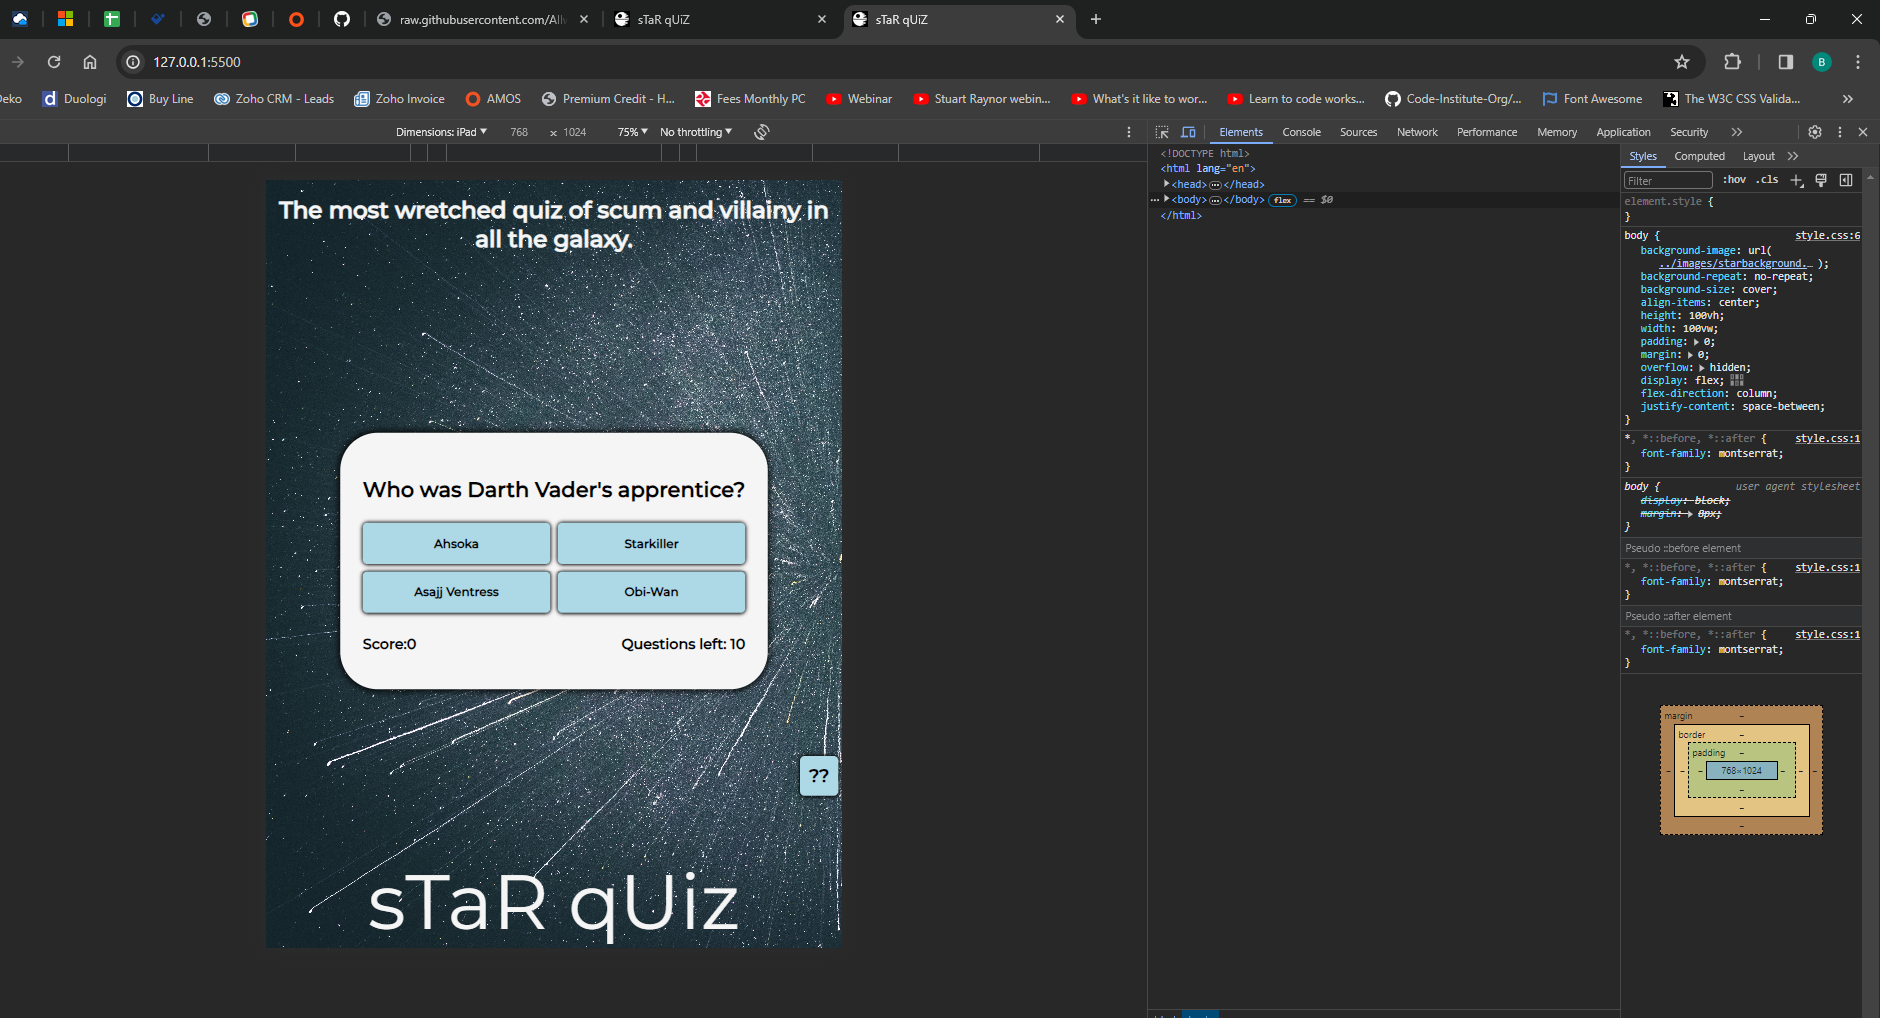 raw.githubusercontent.com/Allv
sTaR qUiZ
sTaR qUiZ
127.0.0.1:5500
B
Deko
Duologi
Buy Line
Zoho CRM - Leads
Zoho Invoice
AMOS
Premium Credit - H...
Fees Monthly PC
Webinar
Stuart Raynor webin...
What's it like to wor...
Learn to code works...
Code-Institute-Org/...
Font Awesome
The W3C CSS Valida...
Dimensions: iPad
768 x 1024
75%
No throttling
Elements
Console
Sources
Network
Performance
Memory
Application
Security
The most wretched quiz of scum and villainy in
all the galaxy.
Who was Darth Vader's apprentice?
Ahsoka
Starkiller
Asajj Ventress
Obi-Wan
Score:0
Questions left: 10
??
sTaR qUiz
<!DOCTYPE html>
<html lang="en">
<head>…</head>
<body>…</body> flex == $0
</html>
Styles Computed Layout
Filter :hov .cls
element.style {
}
body { style.css:6
background-image: url(
../images/starbackground.… );
background-repeat: no-repeat;
background-size: cover;
align-items: center;
height: 100vh;
width: 100vw;
padding: 0;
margin: 0;
overflow: hidden;
display: flex;
flex-direction: column;
justify-content: space-between;
}
*, *::before, *::after { style.css:1
font-family: montserrat;
}
body { user agent stylesheet
display: block;
margin: 8px;
}
Pseudo ::before element
*, *::before, *::after { style.css:1
font-family: montserrat;
}
Pseudo ::after element
*, *::before, *::after { style.css:1
font-family: montserrat;
}
margin -
border -
padding -
- - - 768×1024 - - -
-
-
-